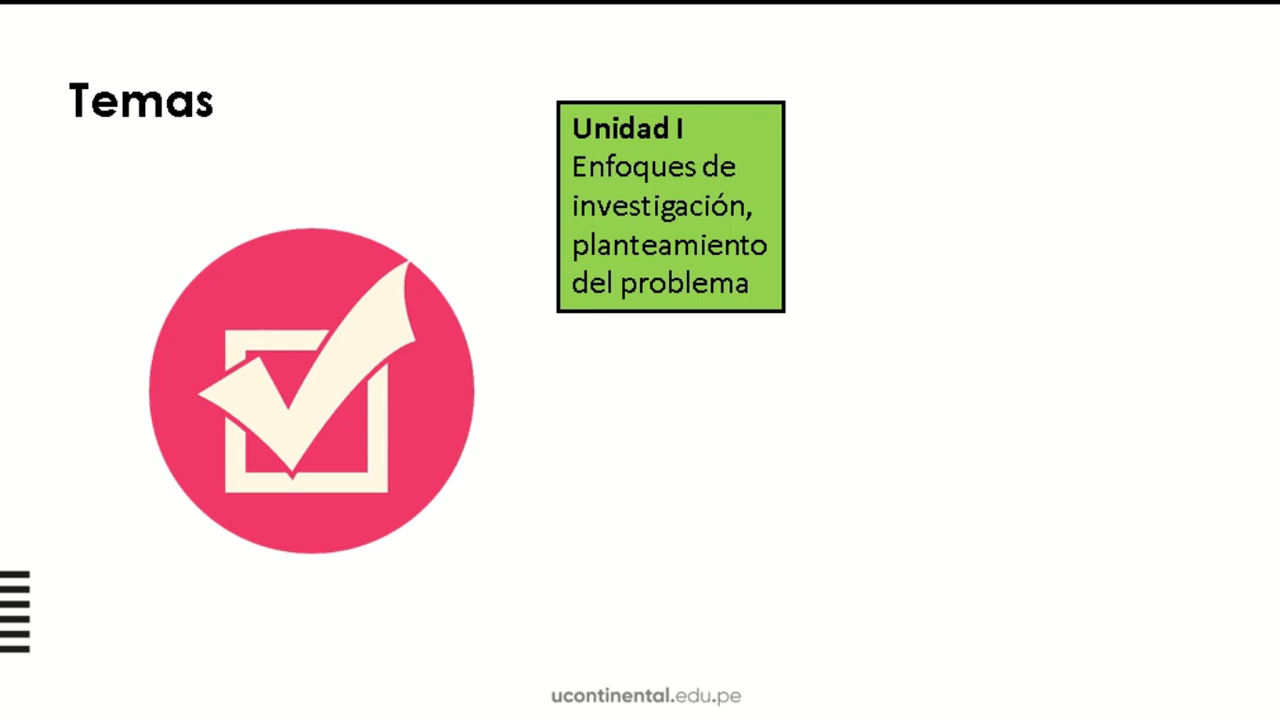 Temas
Unidad I
Enfoques de
investigación,
planteamiento
del problema
ucontinental.edu.pe